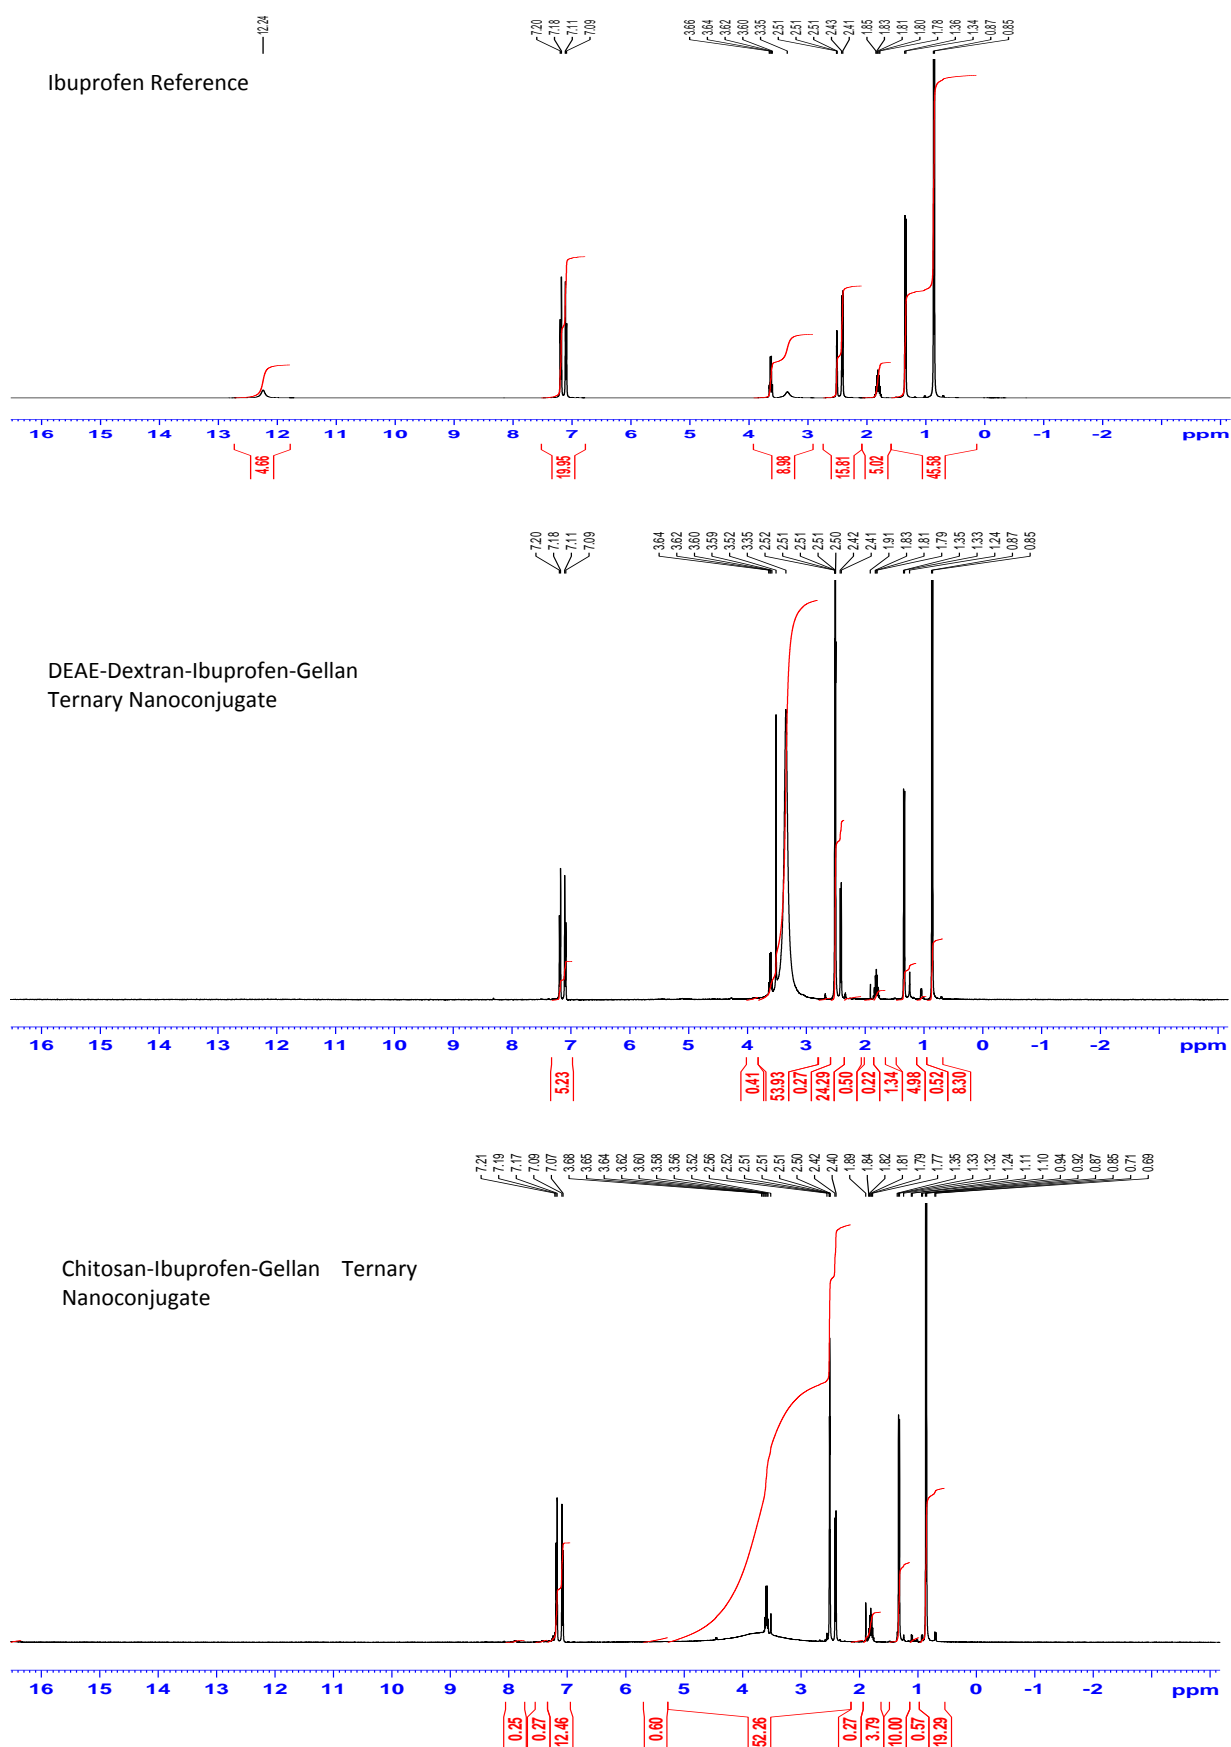 12.24 7.20 7.18 7.11 7.09 3.66 3.64 3.62 3.60 3.35 2.51 2.51 2.51 2.43 2.41 1.85 1.83 1.81 1.80 1.78 1.36 1.34 0.87 0.85
Ibuprofen Reference
16 15 14 13 12 11 10 9 8 7 6 5 4 3 2 1 0 -1 -2 ppm
4.66 19.95 8.98 15.81 5.02 45.58
7.20 7.18 7.11 7.09 3.64 3.62 3.60 3.59 3.52 3.35 2.52 2.51 2.51 2.51 2.50 2.42 2.41 1.91 1.83 1.81 1.79 1.35 1.33 1.24 0.87 0.85
DEAE-Dextran-Ibuprofen-Gellan
Ternary Nanoconjugate
16 15 14 13 12 11 10 9 8 7 6 5 4 3 2 1 0 -1 -2 ppm
5.23 0.41 53.93 0.27 24.29 0.50 0.22 1.34 4.98 0.52 8.30
7.21 7.19 7.17 7.09 7.07 3.68 3.65 3.64 3.62 3.60 3.58 3.56 3.52 2.56 2.52 2.51 2.51 2.51 2.50 2.42 2.40 1.89 1.84 1.82 1.81 1.79 1.77 1.35 1.33 1.32 1.24 1.11 1.10 0.94 0.92 0.87 0.85 0.71 0.69
Chitosan-Ibuprofen-Gellan Ternary
Nanoconjugate
16 15 14 13 12 11 10 9 8 7 6 5 4 3 2 1 0 -1 -2 ppm
0.25 0.27 12.46 0.60 52.26 0.27 3.79 10.00 0.57 19.29